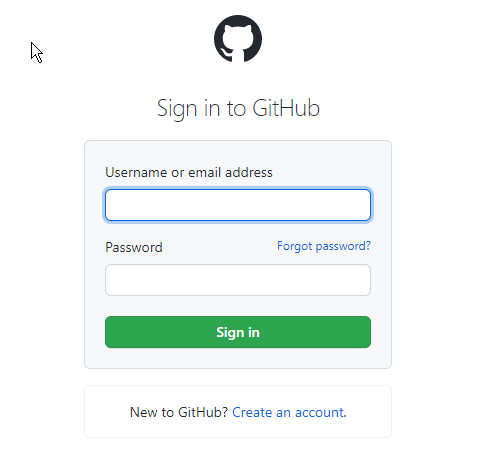 Sign in to GitHub
Username or email address
Password Forgot password?
Sign in
New to GitHub? Create an account.